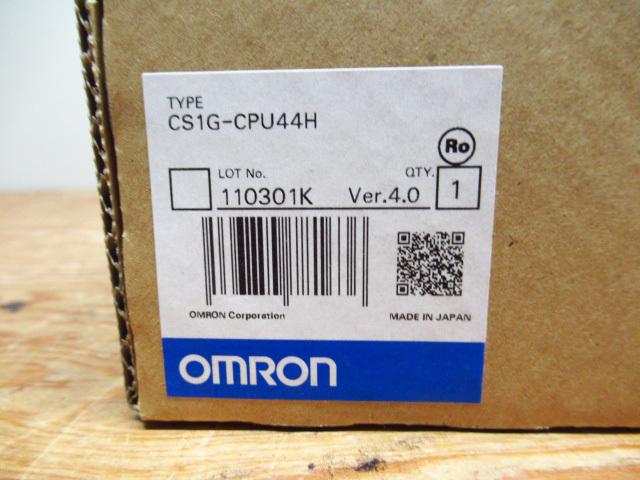 TYPE
CS1G-CPU44H
Ro
LOT No.
QTY.
110301K Ver.4.0
1
OMRON Corporation
MADE IN JAPAN
OMRON